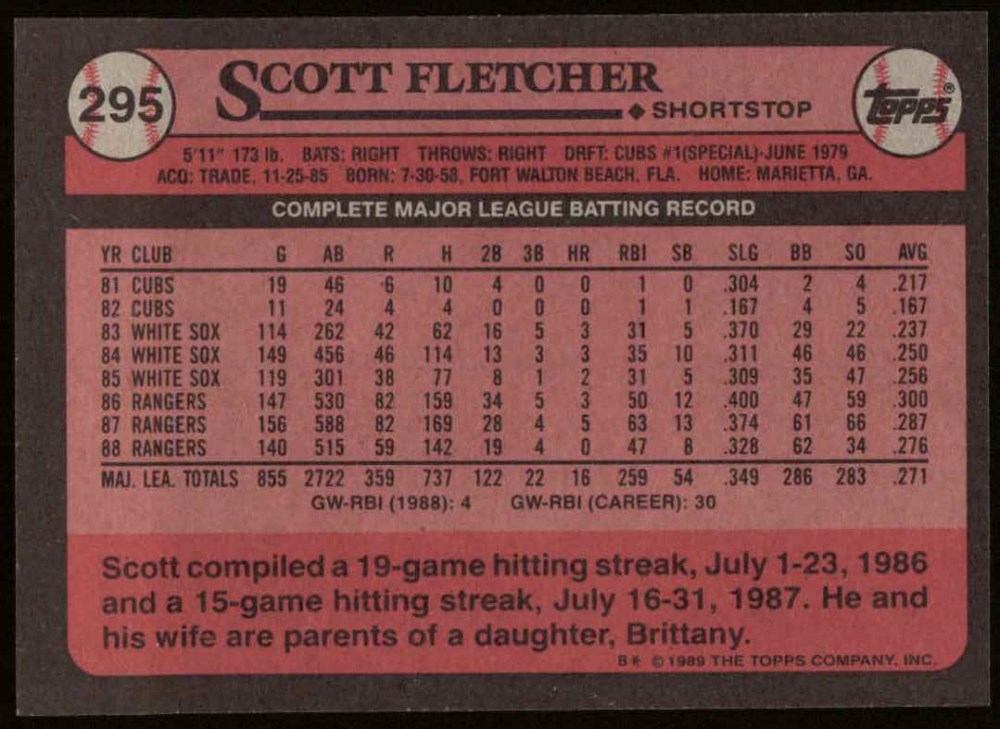 295
SCOTT FLETCHER
◆ SHORTSTOP
TOPPS®
5'11" 173 lb. BATS: RIGHT THROWS: RIGHT DRFT: CUBS #1(SPECIAL)-JUNE 1979
ACQ: TRADE, 11-25-85 BORN: 7-30-58, FORT WALTON BEACH, FLA. HOME: MARIETTA, GA.
COMPLETE MAJOR LEAGUE BATTING RECORD
YR CLUB G AB R H 2B 3B HR RBI SB SLG BB SO AVG
81 CUBS 19 46 6 10 4 0 0 1 0 .304 2 4 .217
82 CUBS 11 24 4 4 0 0 0 1 1 .167 4 5 .167
83 WHITE SOX 114 262 42 62 16 5 3 31 5 .370 29 22 .237
84 WHITE SOX 149 456 46 114 13 3 3 35 10 .311 46 46 .250
85 WHITE SOX 119 301 38 77 8 1 2 31 5 .309 35 47 .256
86 RANGERS 147 530 82 159 34 5 3 50 12 .400 47 59 .300
87 RANGERS 156 588 82 169 28 4 5 63 13 .374 61 66 .287
88 RANGERS 140 515 59 142 19 4 0 47 8 .328 62 34 .276
MAJ. LEA. TOTALS 855 2722 359 737 122 22 16 259 54 .349 286 283 .271
GW-RBI (1988): 4 GW-RBI (CAREER): 30
Scott compiled a 19-game hitting streak, July 1-23, 1986
and a 15-game hitting streak, July 16-31, 1987. He and
his wife are parents of a daughter, Brittany.
B* © 1989 THE TOPPS COMPANY, INC.